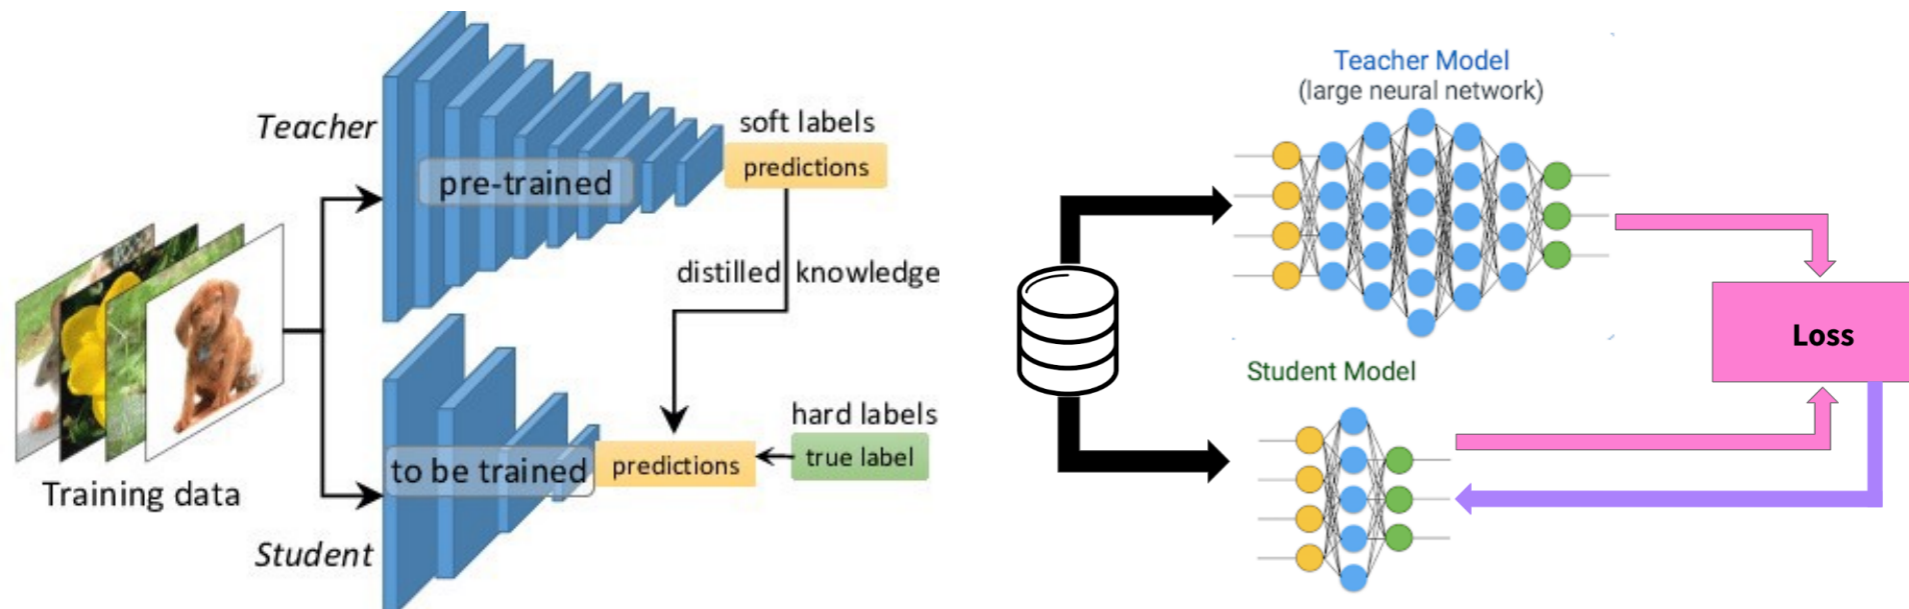 Teacher
pre-trained
soft labels
predictions
distilled knowledge
Training data
to be trained
predictions
hard labels
true label
Student
Teacher Model
(large neural network)
Loss
Student Model